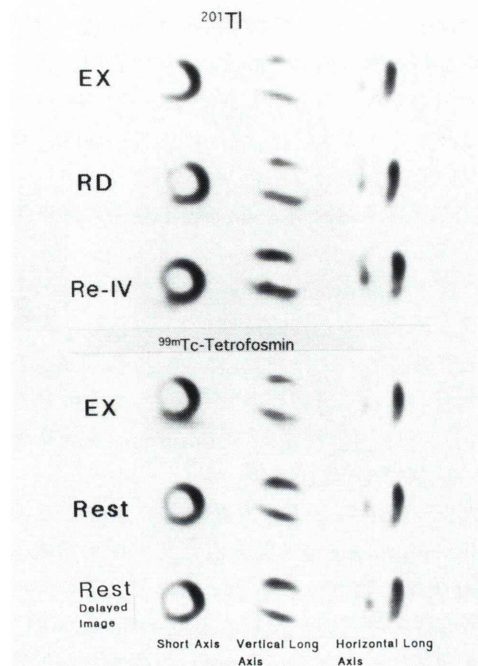 ²⁰¹Tl
EX
RD
Re-IV
⁹⁹ᵐTc-Tetrofosmin
EX
Rest
Rest
Delayed
Image
Short Axis Vertical Long Axis Horizontal Long Axis